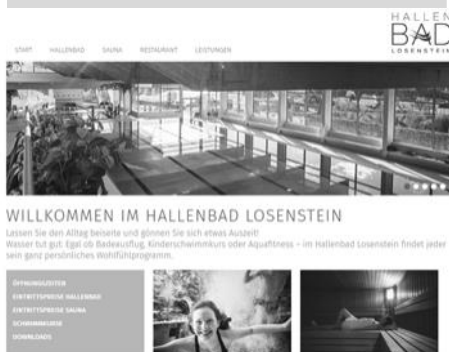 HALLEN
BAD
LOSENSTEIN
START HALLENBAD SAUNA RESTAURANT LEISTUNGEN
WILLKOMMEN IM HALLENBAD LOSENSTEIN
Lassen Sie den Alltag beiseite und gönnen Sie sich etwas Auszeit!
Wasser tut gut: Egal ob Badeausflug, Kinderschwimmkurs oder Aquafitness – im Hallenbad Losenstein findet jeder
sein ganz persönliches Wohlfühlprogramm.
ÖFFNUNGSZEITEN
EINTRITTSPREISE HALLENBAD
EINTRITTSPREISE SAUNA
SCHWIMMKURSE
DOWNLOADS